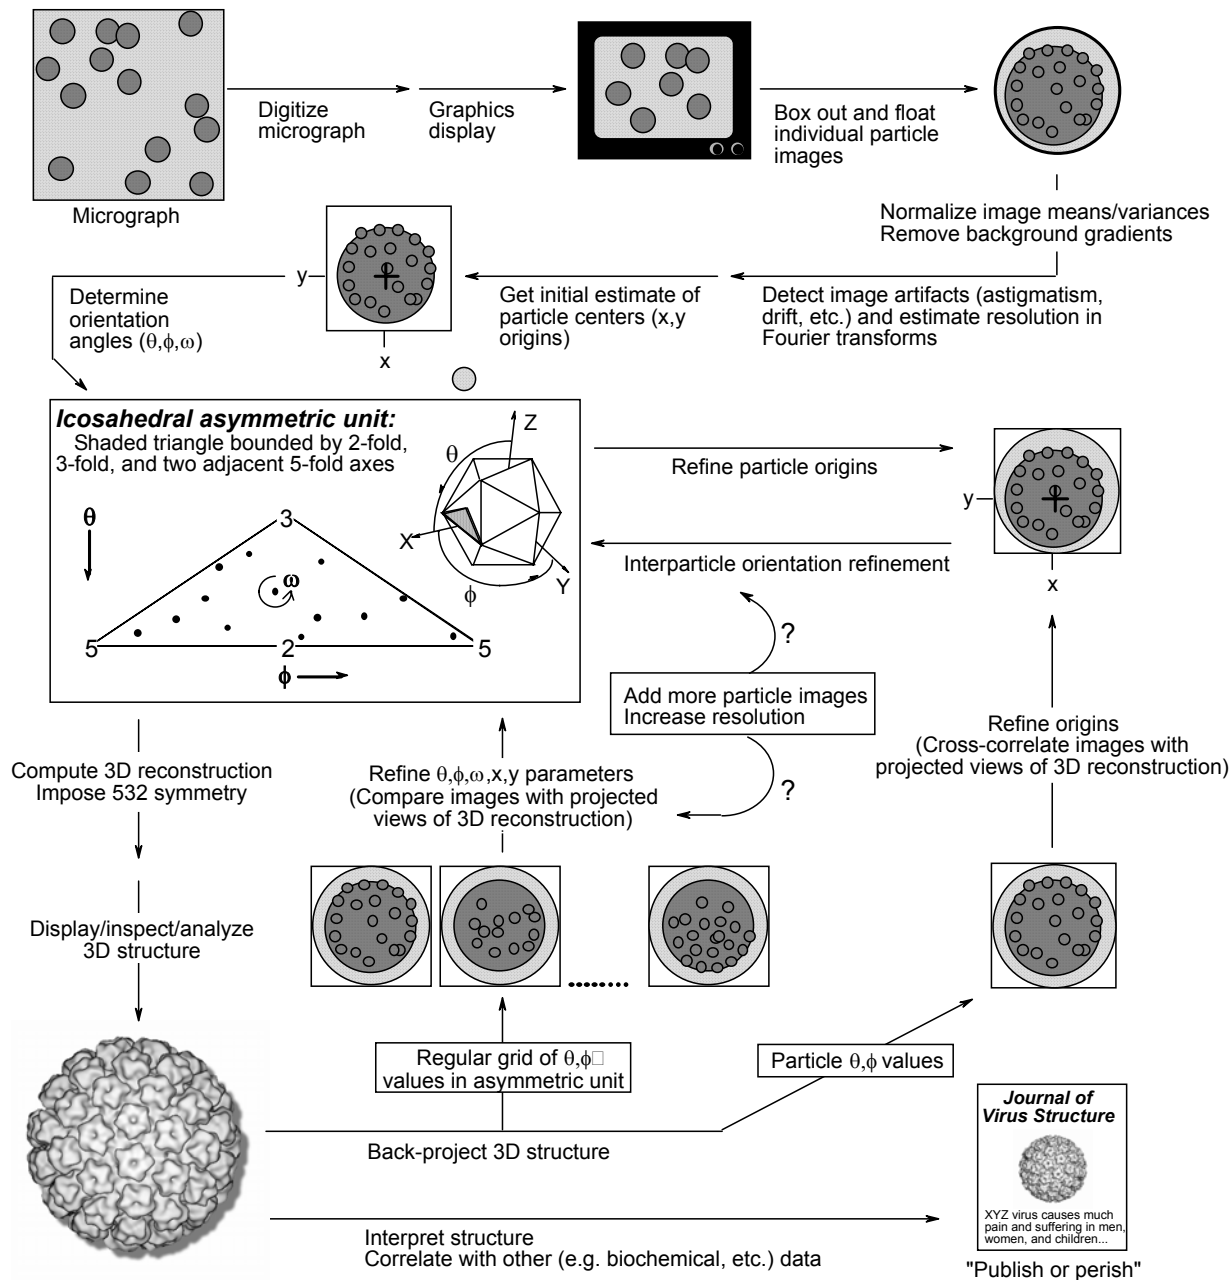 Digitize
micrograph
Graphics
display
Box out and float
individual particle
images
Micrograph
Normalize image means/variances
Remove background gradients
y
x
Determine
orientation
angles (θ,ϕ,ω)
Get initial estimate of
particle centers (x,y
origins)
Detect image artifacts (astigmatism,
drift, etc.) and estimate resolution in
Fourier transforms
Icosahedral asymmetric unit:
Shaded triangle bounded by 2-fold,
3-fold, and two adjacent 5-fold axes
Z
θ
X
Y
ϕ
θ
3
ω
5
2
5
ϕ
Refine particle origins
y
x
Interparticle orientation refinement
?
Add more particle images
Increase resolution
?
Refine origins
(Cross-correlate images with
projected views of 3D reconstruction)
Compute 3D reconstruction
Impose 532 symmetry
Refine θ,ϕ,ω,x,y parameters
(Compare images with projected
views of 3D reconstruction)
Display/inspect/analyze
3D structure
Regular grid of θ,ϕ□
values in asymmetric unit
Particle θ,ϕ values
Back-project 3D structure
Journal of
Virus Structure
XYZ virus causes much
pain and suffering in men,
women, and children...
Interpret structure
Correlate with other (e.g. biochemical, etc.) data
"Publish or perish"